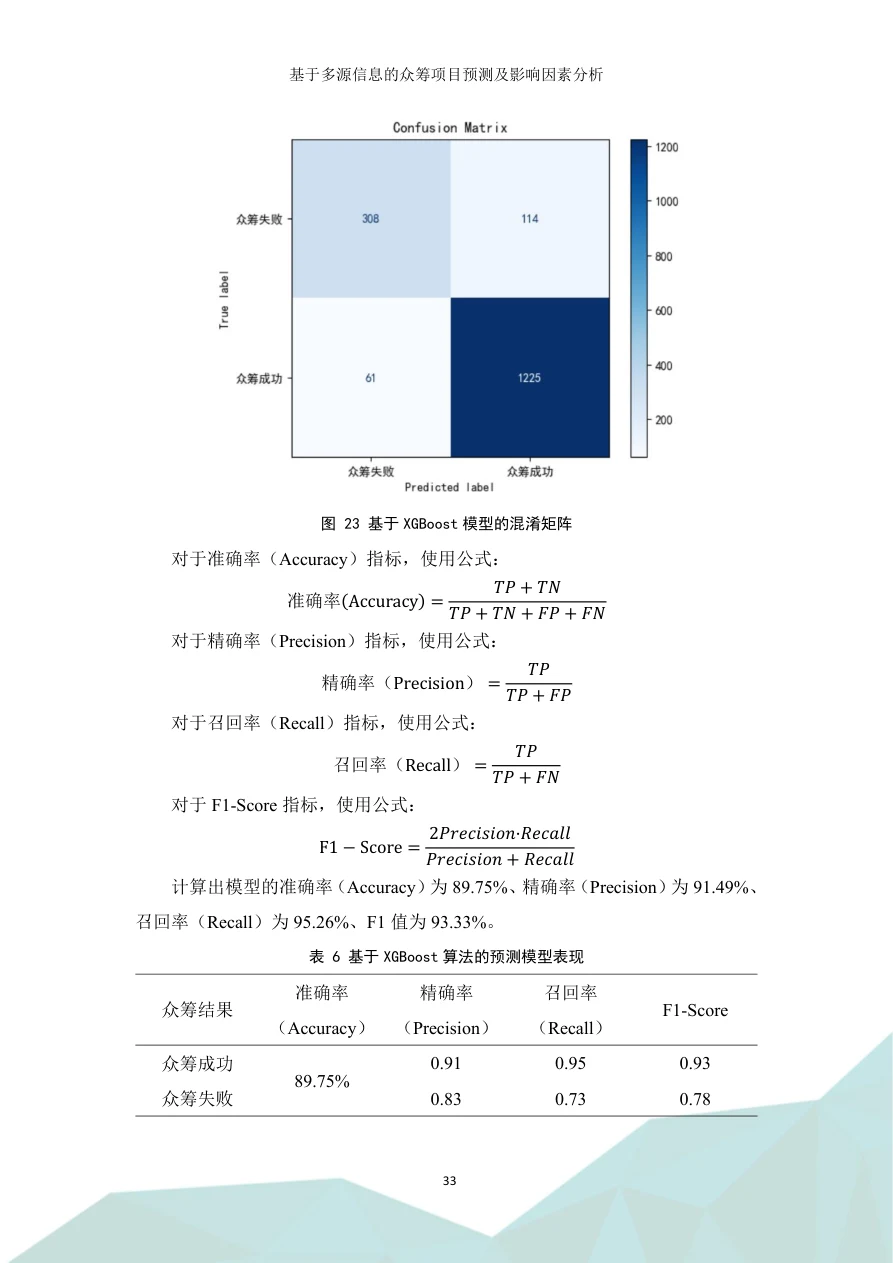 基于多源信息的众筹项目预测及影响因素分析
Confusion Matrix
1200
1000
800
600
400
200
True label
众筹失败
308
114
众筹成功
61
1225
众筹失败
众筹成功
Predicted label
图 23 基于 XGBoost 模型的混淆矩阵
对于准确率（Accuracy）指标，使用公式：
准确率(Accuracy) = TP + TN / TP + TN + FP + FN
对于精确率（Precision）指标，使用公式：
精确率（Precision） = TP / TP + FP
对于召回率（Recall）指标，使用公式：
召回率（Recall） = TP / TP + FN
对于 F1-Score 指标，使用公式：
F1 − Score = 2Precision·Recall / Precision + Recall
计算出模型的准确率（Accuracy）为 89.75%、精确率（Precision）为 91.49%、
召回率（Recall）为 95.26%、F1 值为 93.33%。
表 6 基于 XGBoost 算法的预测模型表现
众筹结果 准确率（Accuracy） 精确率（Precision） 召回率（Recall） F1-Score
众筹成功 89.75% 0.91 0.95 0.93
众筹失败 0.83 0.73 0.78
33